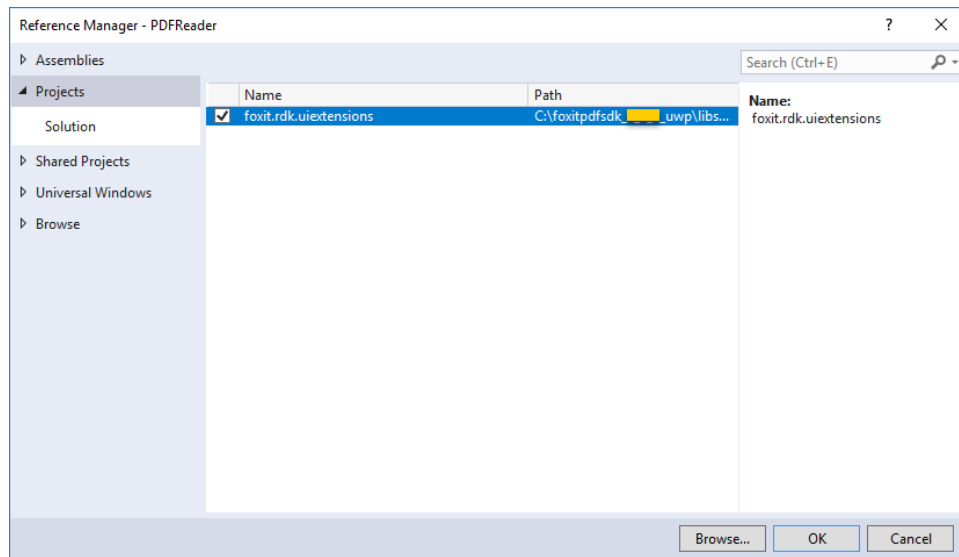 Reference Manager - PDFReader
Assemblies
Search (Ctrl+E)
Projects
Solution
Shared Projects
Universal Windows
Browse
Name Path
foxit.rdk.uiextensions C:\foxitpdfsdk_ _uwp\libs...
Name:
foxit.rdk.uiextensions
Browse... OK Cancel